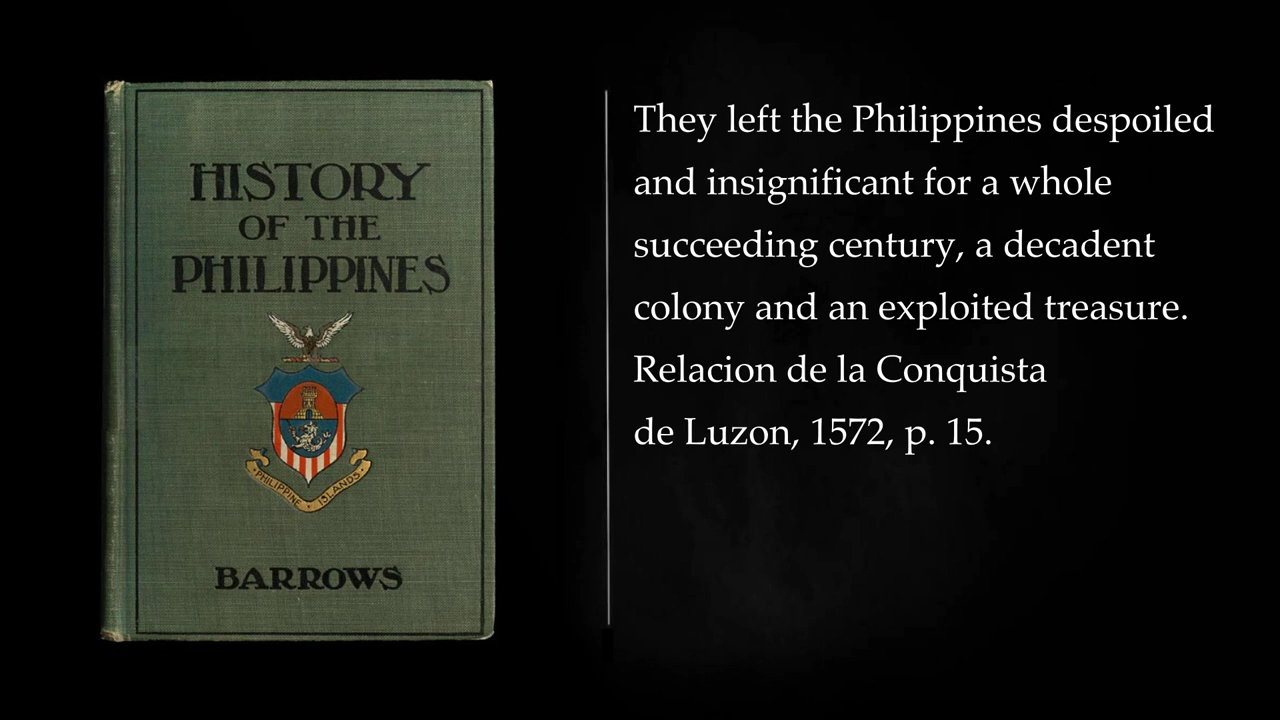 HISTORY
OF THE
PHILIPPINES
PHILIPPINE ISLANDS
BARROWS
They left the Philippines despoiled
and insignificant for a whole
succeeding century, a decadent
colony and an exploited treasure.
Relacion de la Conquista
de Luzon, 1572, p. 15.